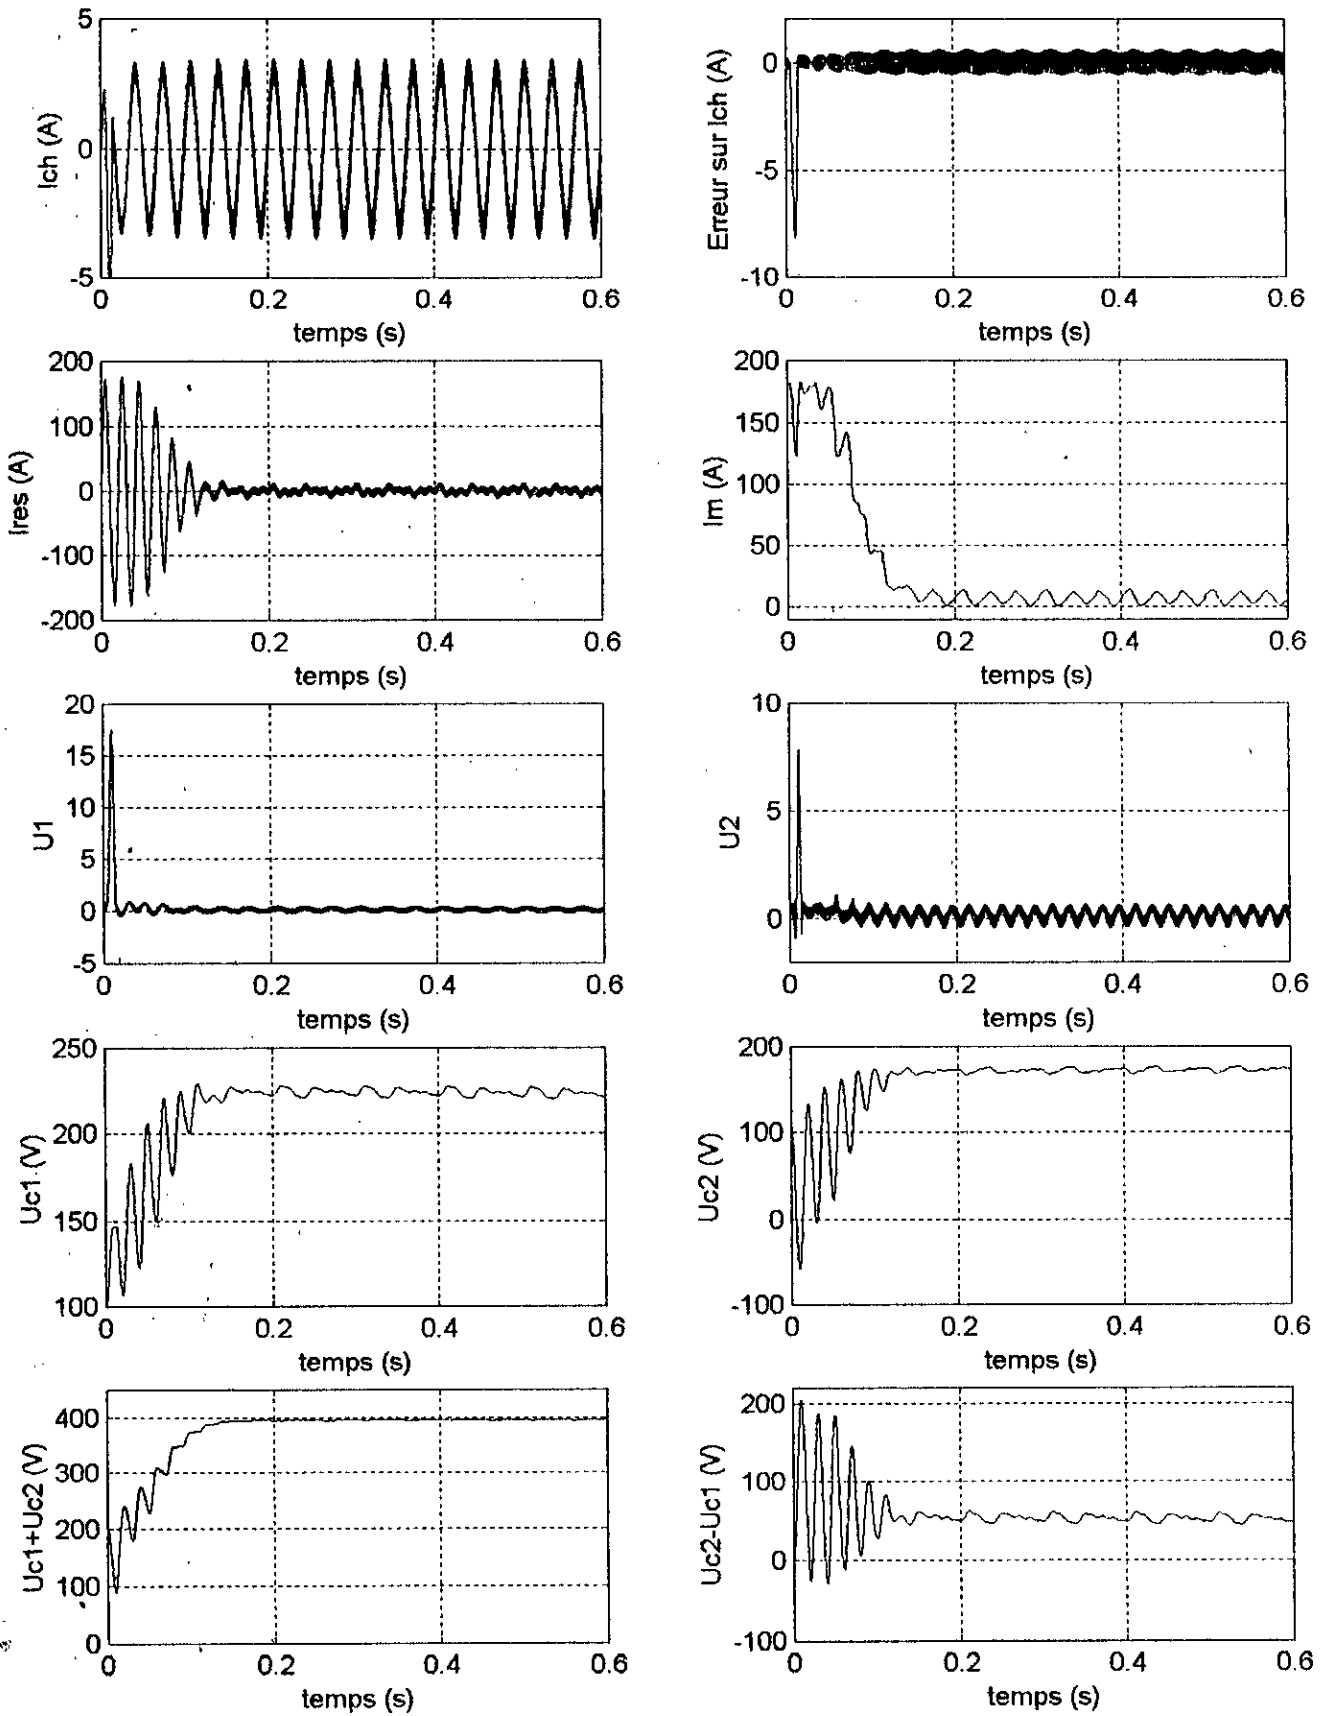 5
0
-5
Ich (A)
0 0.2 0.4 0.6
temps (s)
0
-5
-10
Erreur sur Ich (A)
0 0.2 0.4 0.6
temps (s)
200
100
0
-100
-200
Ires (A)
0 0.2 0.4 0.6
temps (s)
200
150
100
50
0
Im (A)
0 0.2 0.4 0.6
temps (s)
20
15
10
5
0
-5
U1
0 0.2 0.4 0.6
temps (s)
10
5
0
U2
0 0.2 0.4 0.6
temps (s)
250
200
150
100
Uc1 (V)
0 0.2 0.4 0.6
temps (s)
200
100
0
-100
Uc2 (V)
0 0.2 0.4 0.6
temps (s)
400
300
200
100
0
Uc1+Uc2 (V)
0 0.2 0.4 0.6
temps (s)
200
100
0
-100
Uc2-Uc1 (V)
0 0.2 0.4 0.6
temps (s)